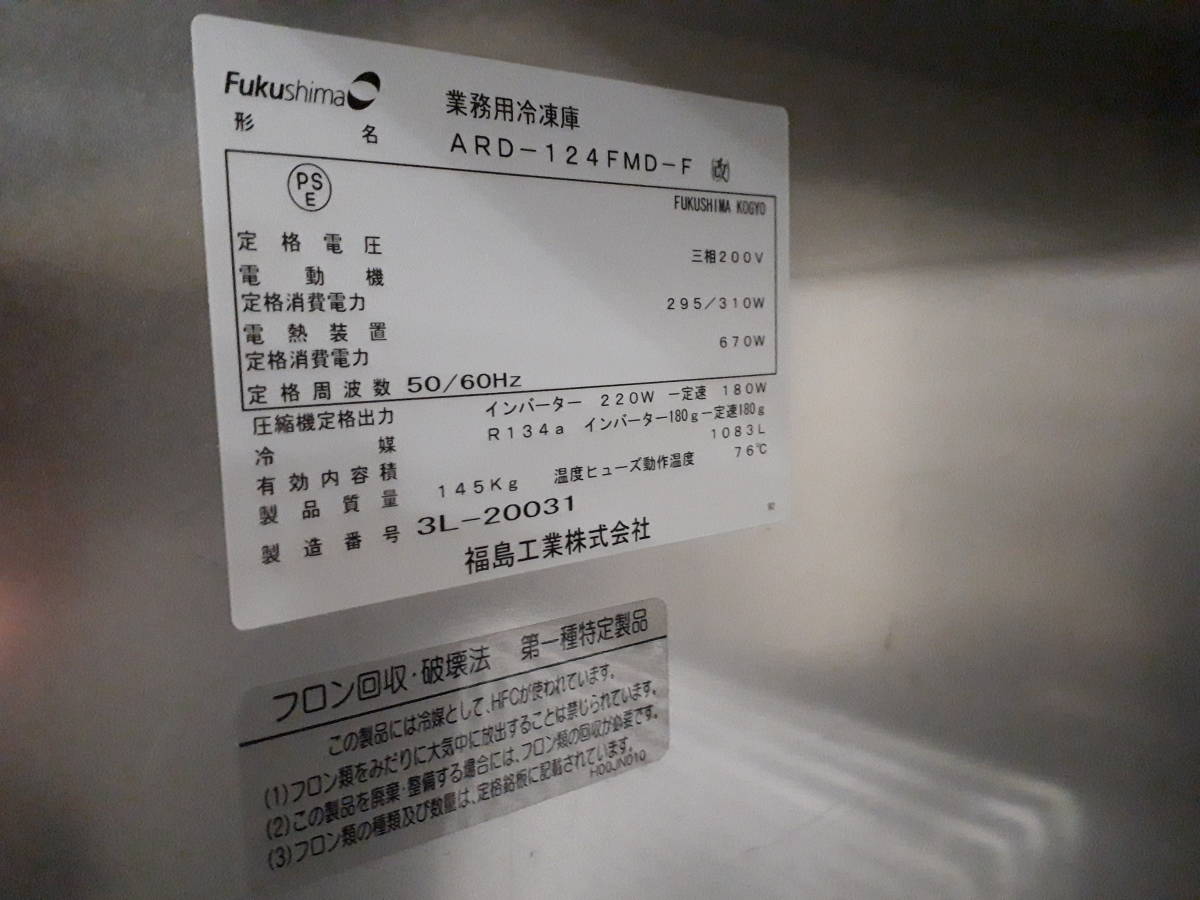 Fukushima
業務用冷凍庫
形名 ARD-124FMD-F 改
PSE
FUKUSHIMA KOGYO
定格電圧 三相200V
電動機
定格消費電力 295/310W
電熱装置
定格消費電力 670W
定格周波数 50/60Hz
圧縮機定格出力 インバーター 220W 一定速 180W
冷媒 R134a インバーター180g一定速180g
有効内容積 1083L
製品質量 145Kg 温度ヒューズ動作温度 76℃
製造番号 3L-20031
福島工業株式会社
フロン回収・破壊法 第一種特定製品
この製品には冷媒として、HFCが使われています。
(1)フロン類をみだりに大気中に放出することは禁じられています。
(2)この製品を廃棄・整備する場合には、フロン類の回収が必要です。
(3)フロン類の種類及び数量は、定格銘板に記載されています。
H00JN010